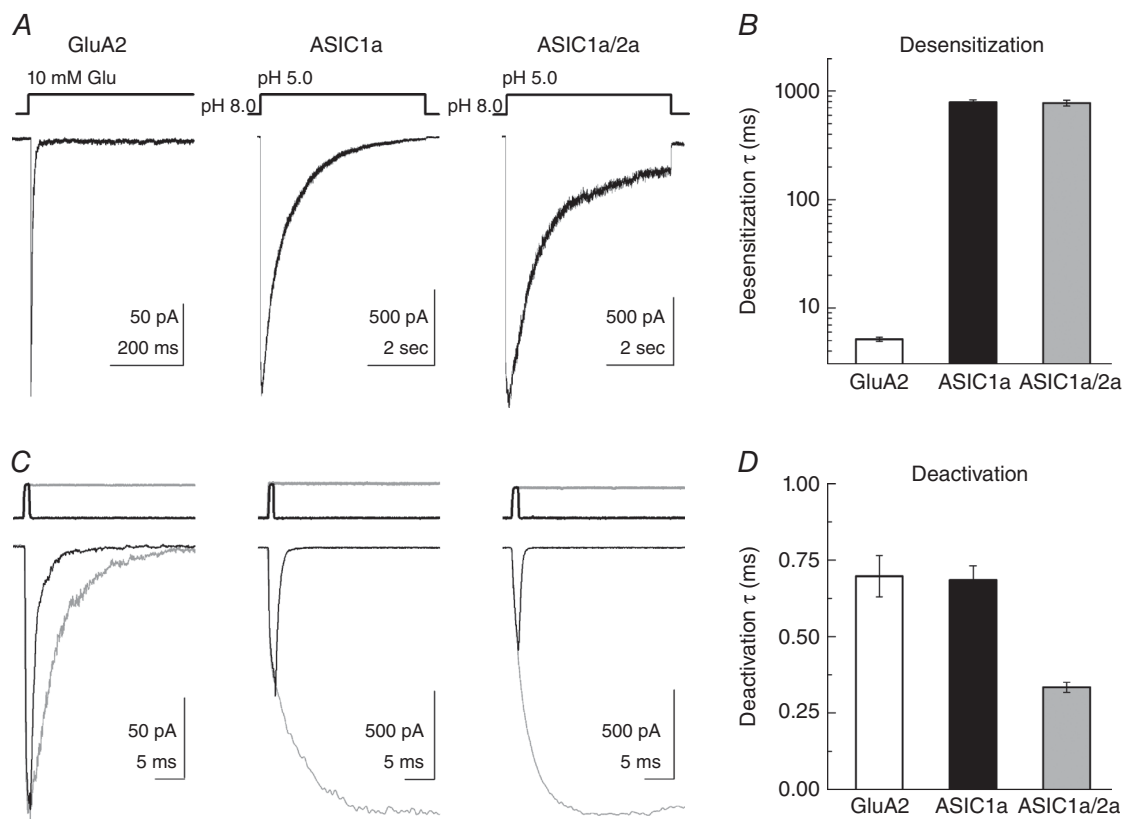 A
GluA2
10 mM Glu
50 pA
200 ms
ASIC1a
pH 5.0
pH 8.0
500 pA
2 sec
ASIC1a/2a
pH 5.0
pH 8.0
500 pA
2 sec
B
Desensitization
Desensitization τ (ms)
1000
100
10
GluA2
ASIC1a
ASIC1a/2a
C
50 pA
5 ms
500 pA
5 ms
500 pA
5 ms
D
Deactivation
Deactivation τ (ms)
1.00
0.75
0.50
0.25
0.00
GluA2
ASIC1a
ASIC1a/2a